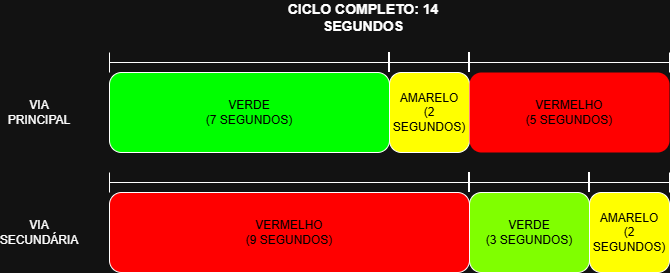 CICLO COMPLETO: 14
SEGUNDOS
VIA
PRINCIPAL
VERDE
(7 SEGUNDOS)
AMARELO
(2
SEGUNDOS)
VERMELHO
(5 SEGUNDOS)
VIA
SECUNDÁRIA
VERMELHO
(9 SEGUNDOS)
VERDE
(3 SEGUNDOS)
AMARELO
(2
SEGUNDOS)